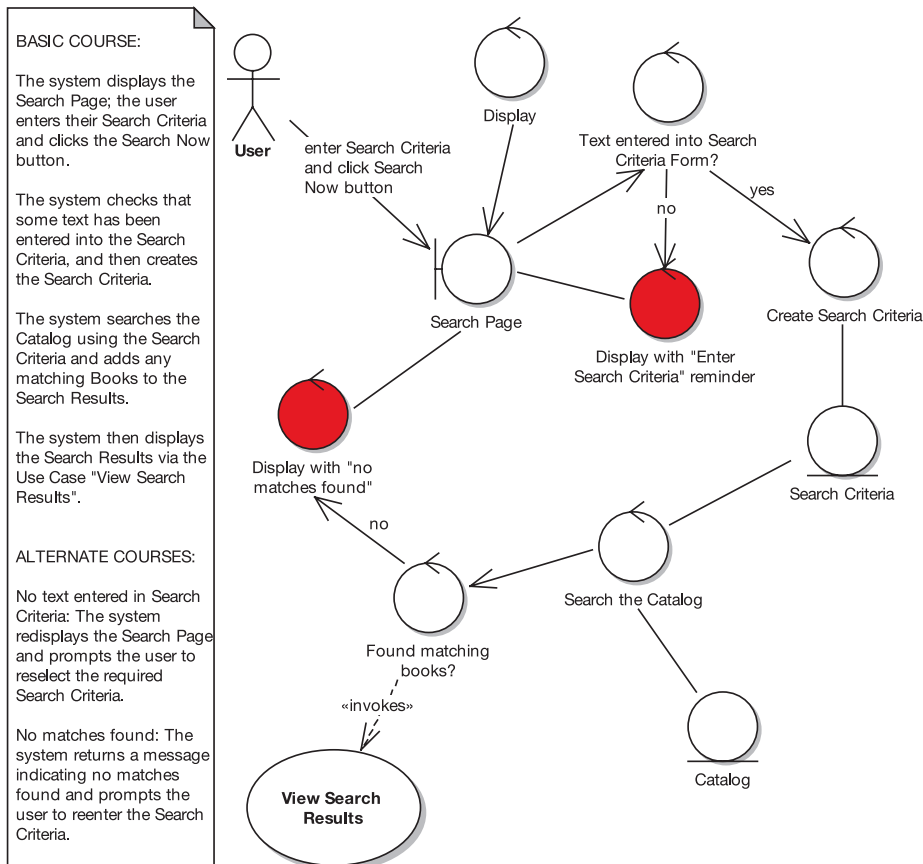 BASIC COURSE:
The system displays the
Search Page; the user
enters their Search Criteria
and clicks the Search Now
button.
The system checks that
some text has been
entered into the Search
Criteria, and then creates
the Search Criteria.
The system searches the
Catalog using the Search
Criteria and adds any
matching Books to the
Search Results.
The system then displays
the Search Results via the
Use Case "View Search
Results".
ALTERNATE COURSES:
No text entered in Search
Criteria: The system
redisplays the Search Page
and prompts the user to
reselect the required
Search Criteria.
No matches found: The
system returns a message
indicating no matches
found and prompts the
user to reenter the Search
Criteria.
User
enter Search Criteria
and click Search
Now button
Display
Text entered into Search
Criteria Form?
no
yes
Search Page
Display with "Enter
Search Criteria" reminder
Create Search Criteria
Display with "no
matches found"
Search Criteria
no
Search the Catalog
Found matching
books?
«invokes»
View Search
Results
Catalog